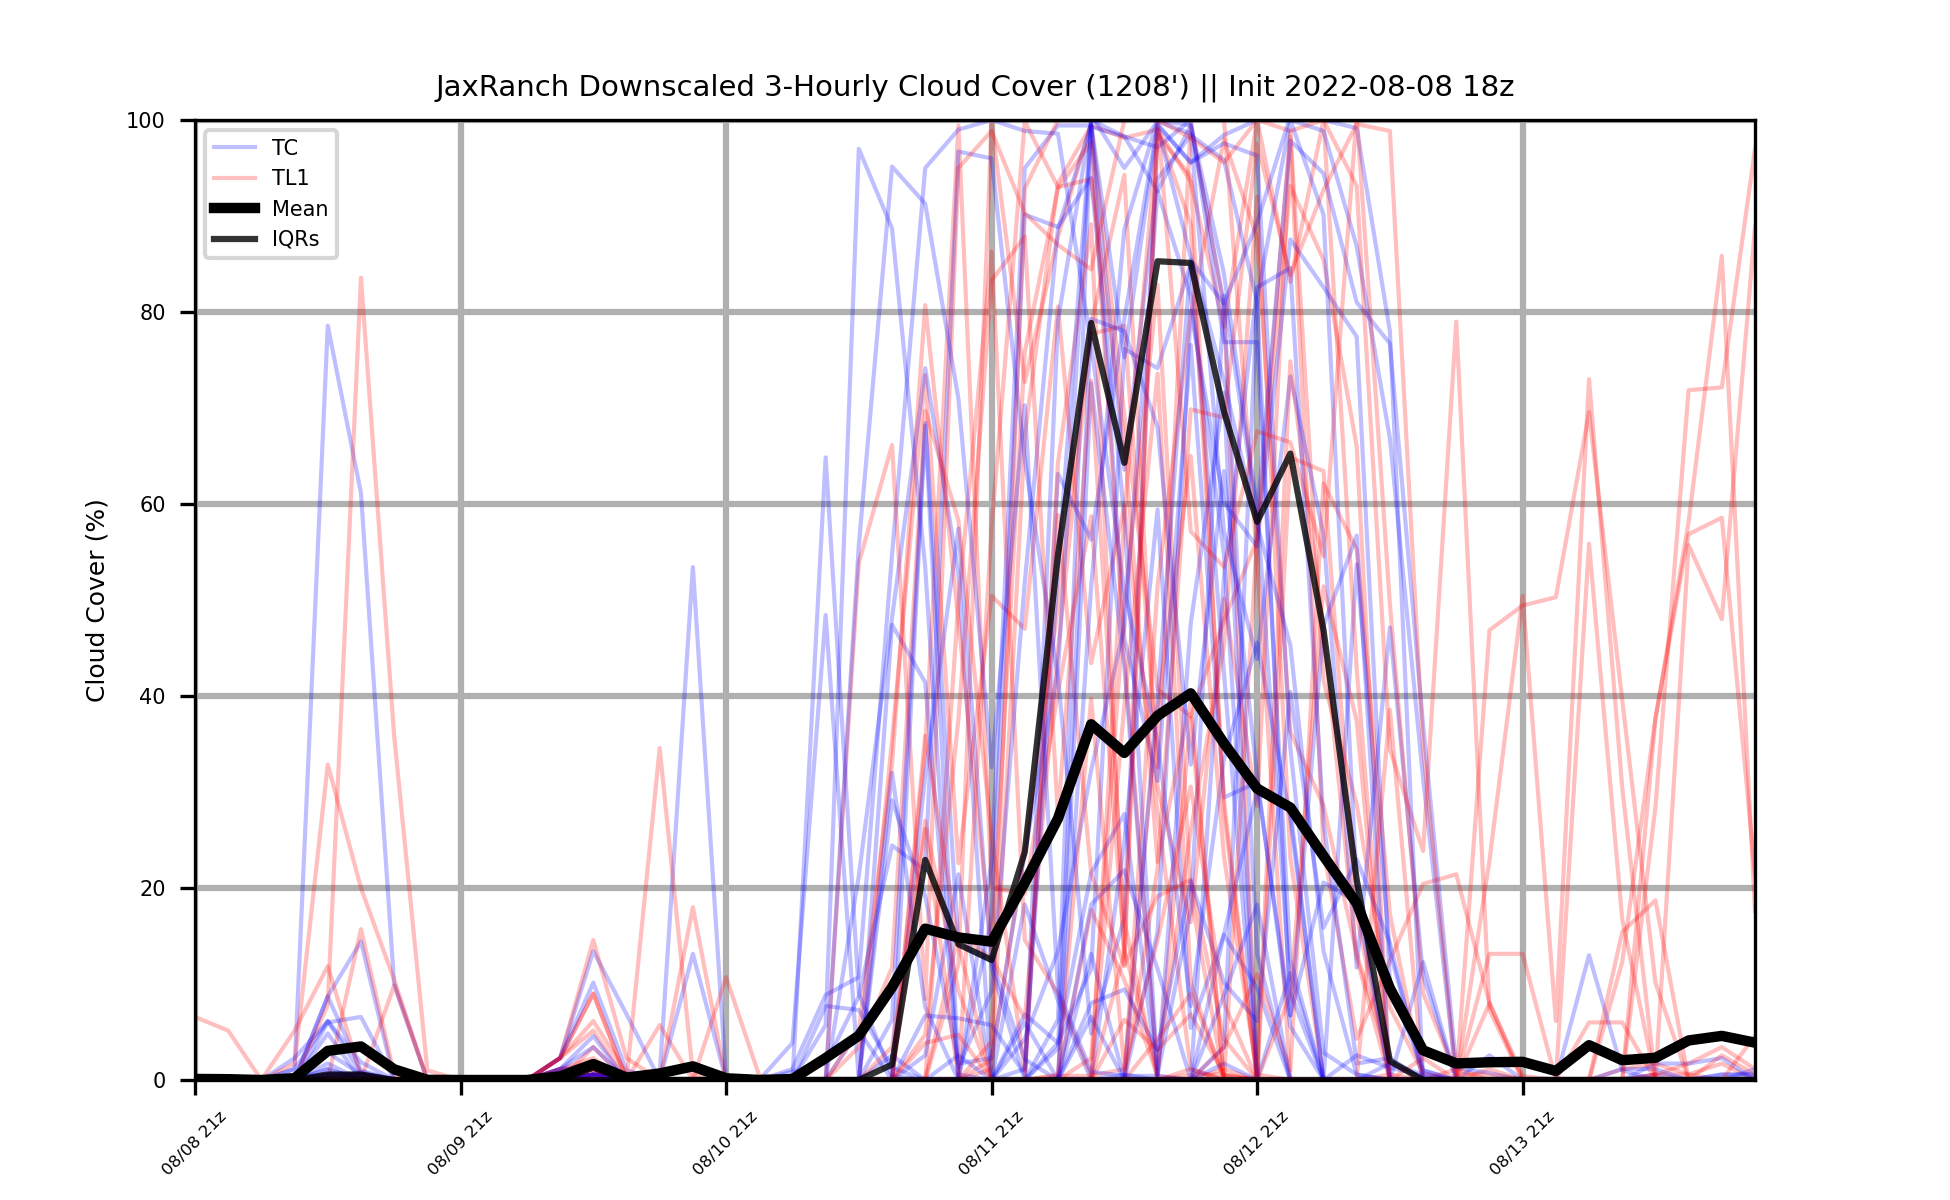 JaxRanch Downscaled 3-Hourly Cloud Cover (1208') || Init 2022-08-08 18z
TC
TL1
Mean
IQRs
Cloud Cover (%)
100
80
60
40
20
0
08/08 21z
08/09 21z
08/10 21z
08/11 21z
08/12 21z
08/13 21z